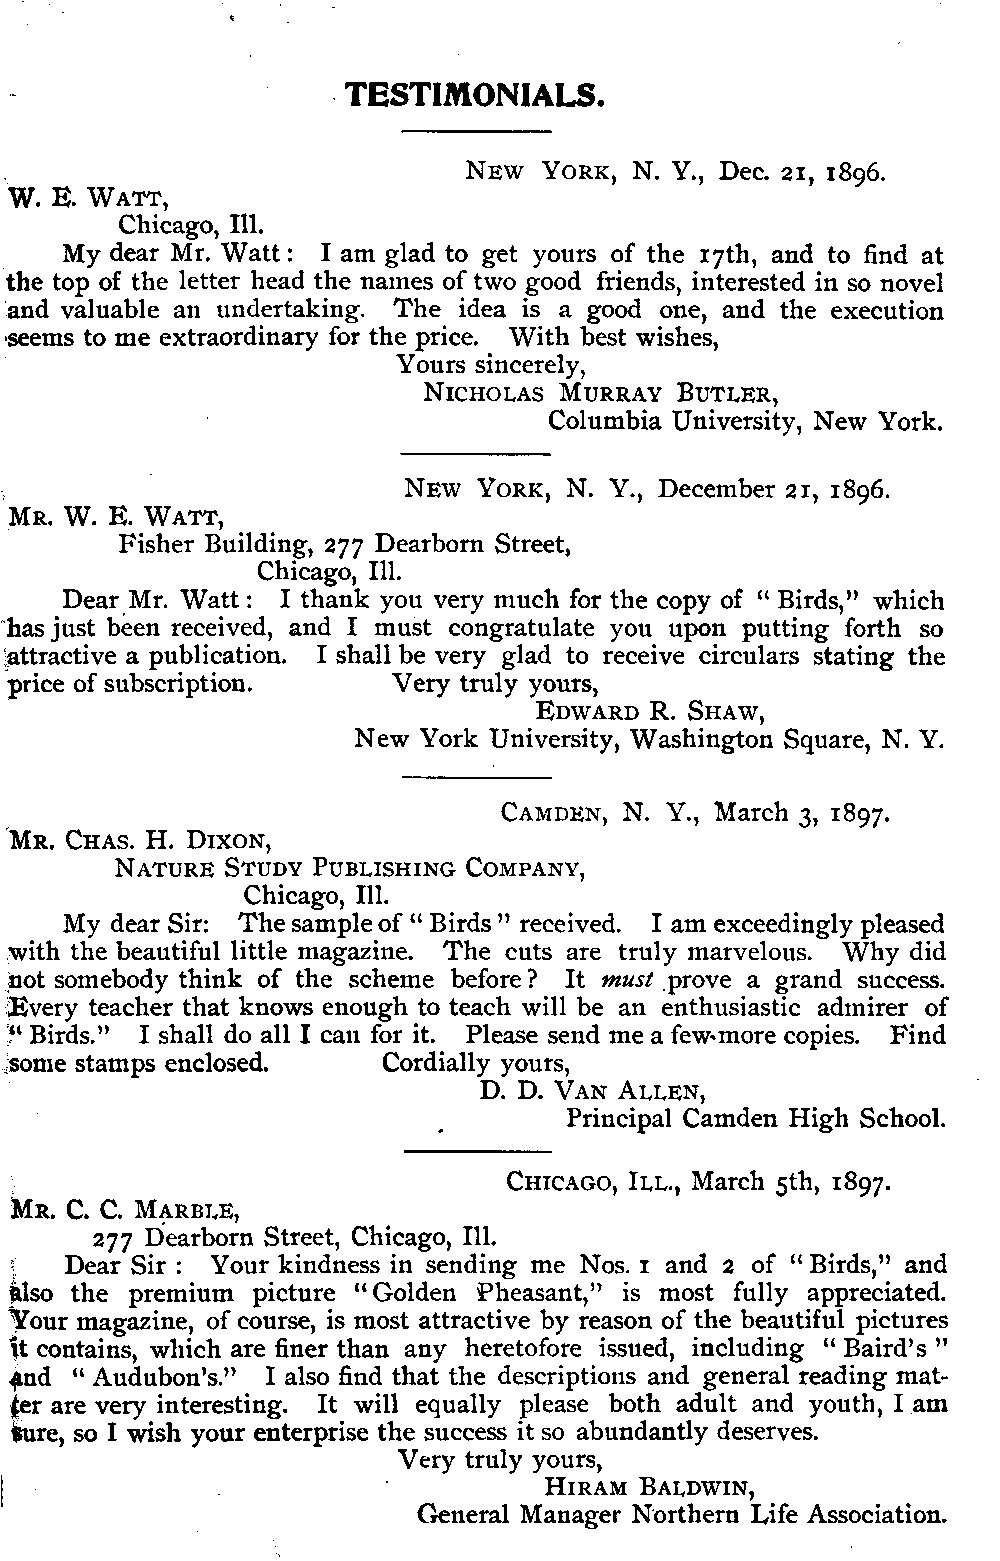 TESTIMONIALS.
NEW YORK, N. Y., Dec. 21, 1896.
W. E. WATT,
Chicago, Ill.
My dear Mr. Watt: I am glad to get yours of the 17th, and to find at
the top of the letter head the names of two good friends, interested in so novel
and valuable an undertaking. The idea is a good one, and the execution
seems to me extraordinary for the price. With best wishes,
Yours sincerely,
NICHOLAS MURRAY BUTLER,
Columbia University, New York.
NEW YORK, N. Y., December 21, 1896.
MR. W. E. WATT,
Fisher Building, 277 Dearborn Street,
Chicago, Ill.
Dear Mr. Watt: I thank you very much for the copy of "Birds," which
has just been received, and I must congratulate you upon putting forth so
attractive a publication. I shall be very glad to receive circulars stating the
price of subscription. Very truly yours,
EDWARD R. SHAW,
New York University, Washington Square, N. Y.
CAMDEN, N. Y., March 3, 1897.
MR. CHAS. H. DIXON,
NATURE STUDY PUBLISHING COMPANY,
Chicago, Ill.
My dear Sir: The sample of "Birds" received. I am exceedingly pleased
with the beautiful little magazine. The cuts are truly marvelous. Why did
not somebody think of the scheme before? It must prove a grand success.
Every teacher that knows enough to teach will be an enthusiastic admirer of
"Birds." I shall do all I can for it. Please send me a few more copies. Find
some stamps enclosed. Cordially yours,
D. D. VAN ALLEN,
Principal Camden High School.
CHICAGO, ILL., March 5th, 1897.
MR. C. C. MARBLE,
277 Dearborn Street, Chicago, Ill.
Dear Sir: Your kindness in sending me Nos. 1 and 2 of "Birds," and
also the premium picture "Golden Pheasant," is most fully appreciated.
Your magazine, of course, is most attractive by reason of the beautiful pictures
it contains, which are finer than any heretofore issued, including "Baird's"
and "Audubon's." I also find that the descriptions and general reading mat-
ter are very interesting. It will equally please both adult and youth, I am
sure, so I wish your enterprise the success it so abundantly deserves.
Very truly yours,
HIRAM BALDWIN,
General Manager Northern Life Association.